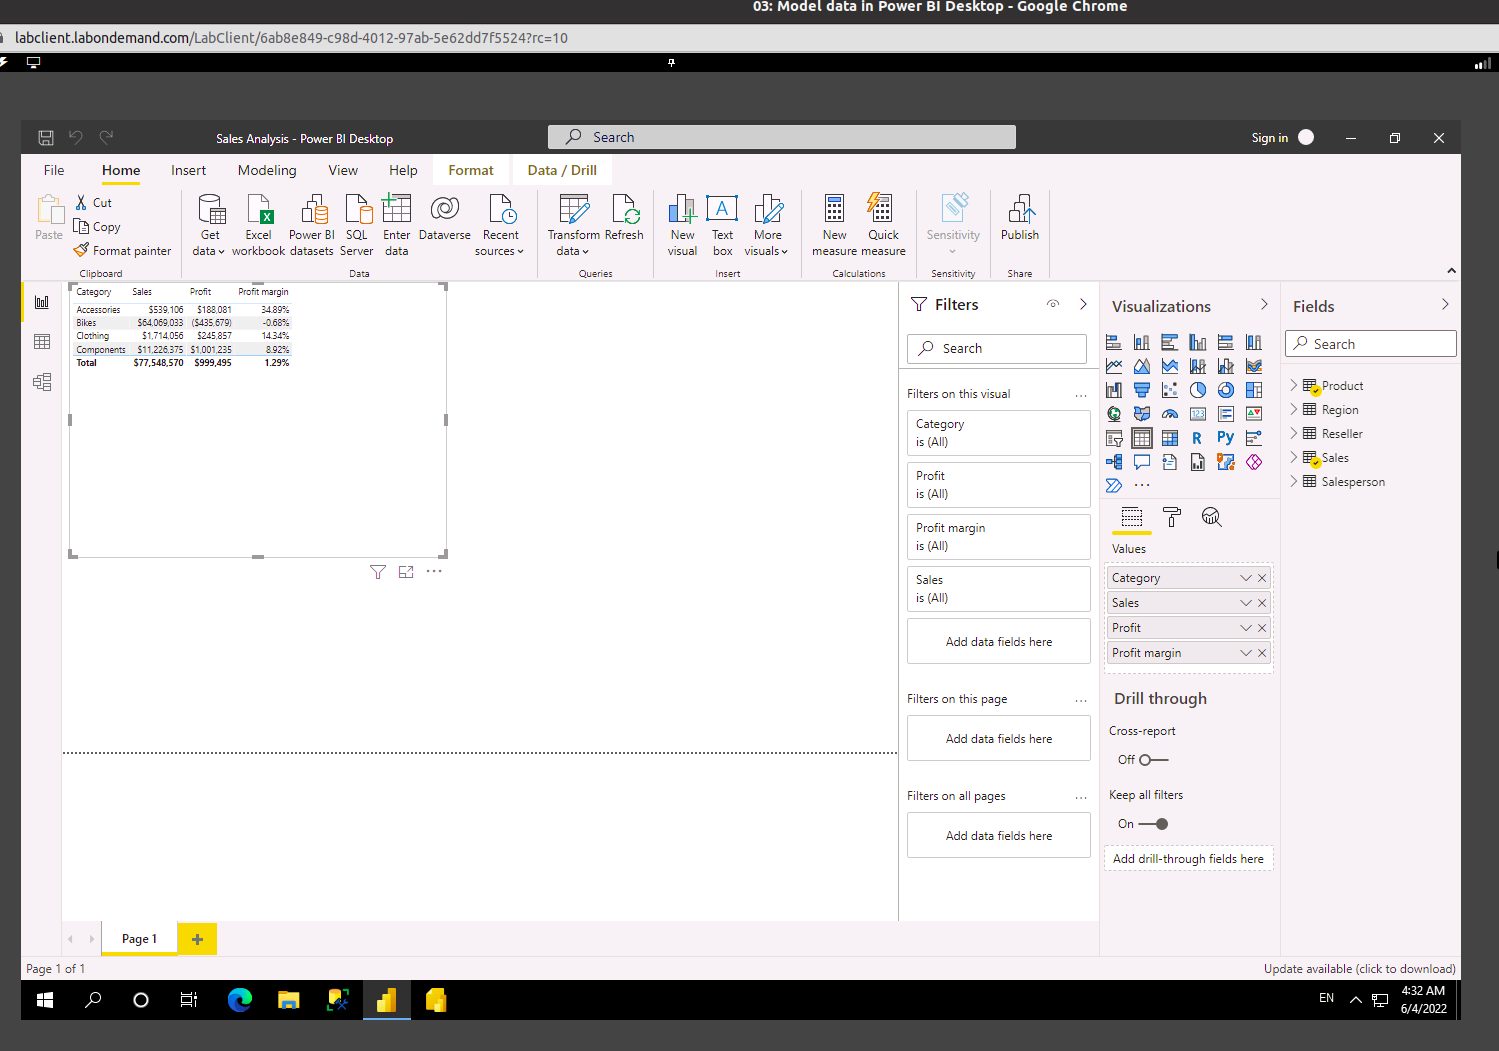 03: Model data in Power BI Desktop - Google Chrome
labclient.labondemand.com/LabClient/6ab8e849-c98d-4012-97ab-5e62dd7f5524?rc=10
Sales Analysis - Power BI Desktop
Search
Sign in
File Home Insert Modeling View Help Format Data / Drill
Paste
Cut
Copy
Format painter
Clipboard
Get data
Excel workbook
Power BI datasets
SQL Server
Enter data
Dataverse
Recent sources
Data
Transform data
Refresh
Queries
New visual
Text box
More visuals
Insert
New measure
Quick measure
Calculations
Sensitivity
Sensitivity
Publish
Share
Category Sales Profit Profit margin
Accessories $539,106 $188,081 34.89%
Bikes $64,069,033 ($435,679) -0.68%
Clothing $1,714,056 $245,857 14.34%
Components $11,226,375 $1,001,235 8.92%
Total $77,548,570 $999,495 1.29%
Filters
Search
Filters on this visual
Category
is (All)
Profit
is (All)
Profit margin
is (All)
Sales
is (All)
Add data fields here
Filters on this page
Add data fields here
Filters on all pages
Add data fields here
Visualizations
123
R
Py
Values
Category
Sales
Profit
Profit margin
Drill through
Cross-report
Off
Keep all filters
On
Add drill-through fields here
Fields
Search
Product
Region
Reseller
Sales
Salesperson
Page 1
Page 1 of 1
Update available (click to download)
EN
4:32 AM
6/4/2022